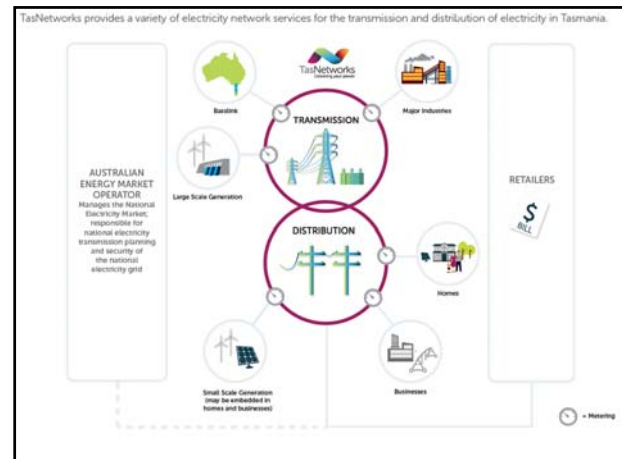 TasNetworks provides a variety of electricity network services for the transmission and distribution of electricity in Tasmania.
TasNetworks
Delivering your power
Basslink
TRANSMISSION
Major Industries
AUSTRALIAN
ENERGY MARKET
OPERATOR
Manages the National
Electricity Market;
responsible for
national electricity
transmission planning
and security of
the national
electricity grid
Large Scale Generation
RETAILERS
$
BILL
DISTRIBUTION
Homes
Small Scale Generation
(may be embedded in
homes and businesses)
Businesses
= Metering